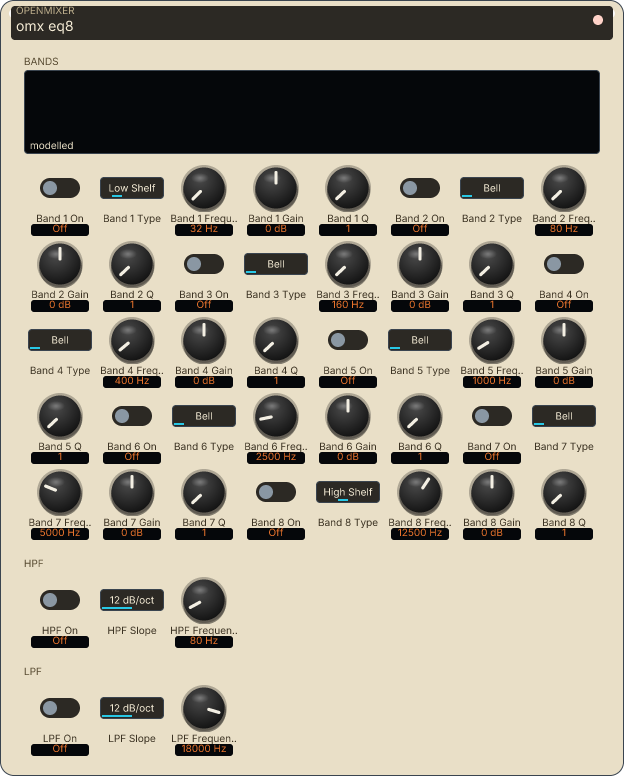 OPENMIXER
omx eq8
BANDS
modelled
Low Shelf Bell
Band 1 On Band 1 Type Band 1 Frequ.. Band 1 Gain Band 1 Q Band 2 On Band 2 Type Band 2 Freq..
Off 32 Hz 0 dB 1 Off 80 Hz
Bell
Band 2 Gain Band 2 Q Band 3 On Band 3 Type Band 3 Freq.. Band 3 Gain Band 3 Q Band 4 On
0 dB 1 Off 160 Hz 0 dB 1 Off
Bell Bell
Band 4 Type Band 4 Freq.. Band 4 Gain Band 4 Q Band 5 On Band 5 Type Band 5 Freq.. Band 5 Gain
400 Hz 0 dB 1 Off 1000 Hz 0 dB
Bell Bell
Band 5 Q Band 6 On Band 6 Type Band 6 Freq.. Band 6 Gain Band 6 Q Band 7 On Band 7 Type
1 Off 2500 Hz 0 dB 1 Off
High Shelf
Band 7 Freq.. Band 7 Gain Band 7 Q Band 8 On Band 8 Type Band 8 Freq.. Band 8 Gain Band 8 Q
5000 Hz 0 dB 1 Off 12500 Hz 0 dB 1
HPF
12 dB/oct
HPF On HPF Slope HPF Frequen..
Off 80 Hz
LPF
12 dB/oct
LPF On LPF Slope LPF Frequen..
Off 18000 Hz